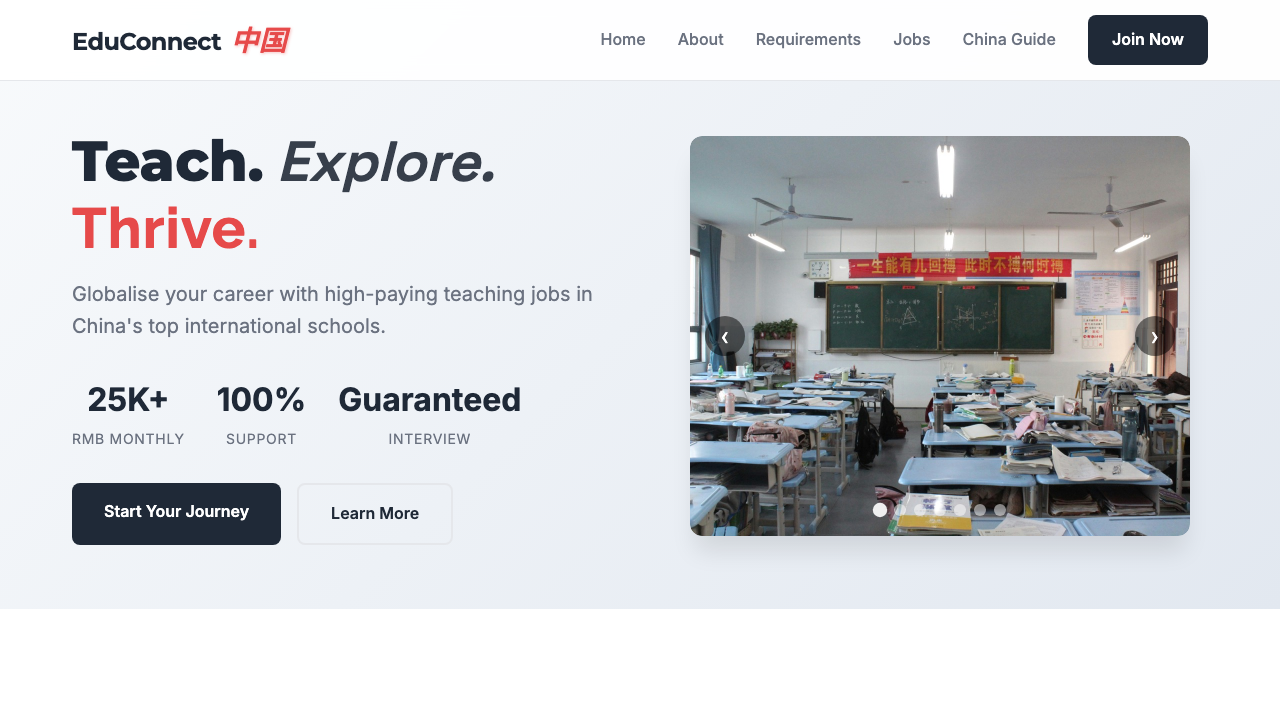 EduConnect 中国
Home About Requirements Jobs China Guide Join Now
Teach. Explore.
Thrive.
Globalise your career with high-paying teaching jobs in
China's top international schools.
25K+ 100% Guaranteed
RMB MONTHLY SUPPORT INTERVIEW
Start Your Journey Learn More
一生能有几回搏 此时不搏何时搏